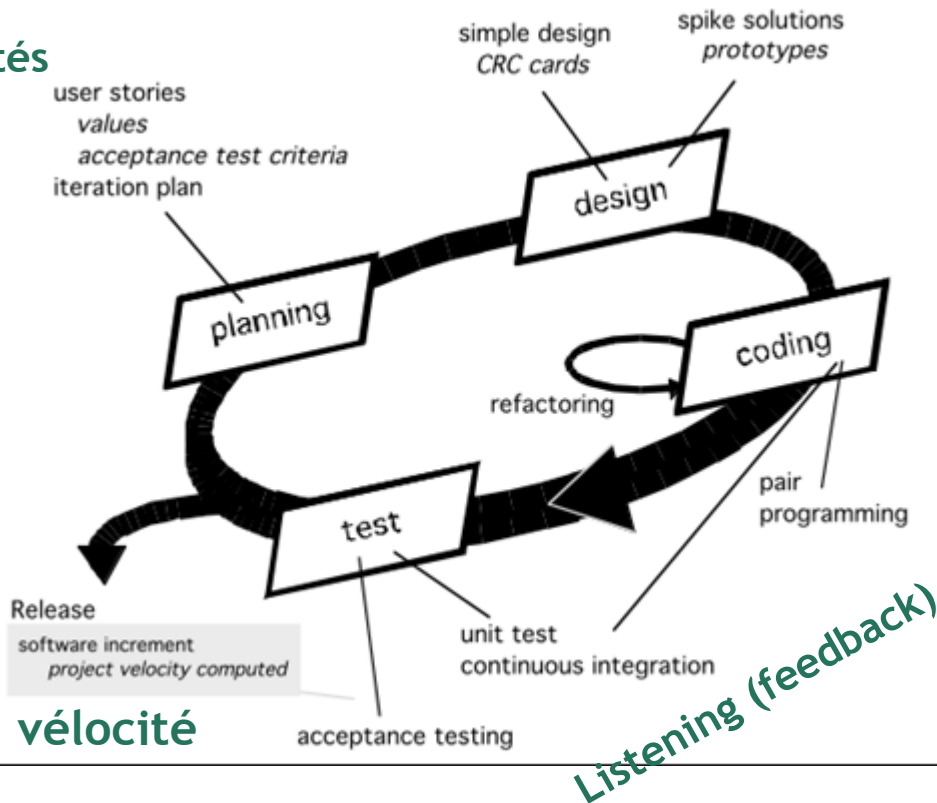 tés
user stories
values
acceptance test criteria
iteration plan
simple design
CRC cards
spike solutions
prototypes
design
planning
coding
refactoring
pair
programming
test
Release
software increment
project velocity computed
unit test
continuous integration
vélocité
acceptance testing
Listening (feedback)